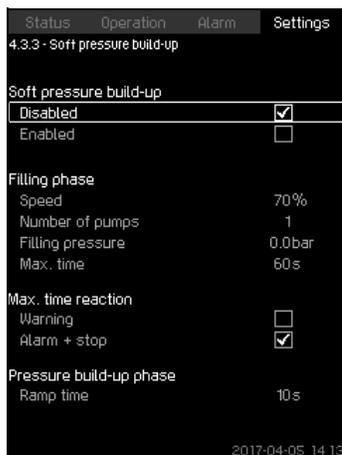 Status Operation Alarm Settings
4.3.3 - Soft pressure build-up
Soft pressure build-up
Disabled
Enabled
Filling phase
Speed 70%
Number of pumps 1
Filling pressure 0.0bar
Max. time 60s
Max. time reaction
Warning
Alarm + stop
Pressure build-up phase
Ramp time 10s
2017-04-05 14:13